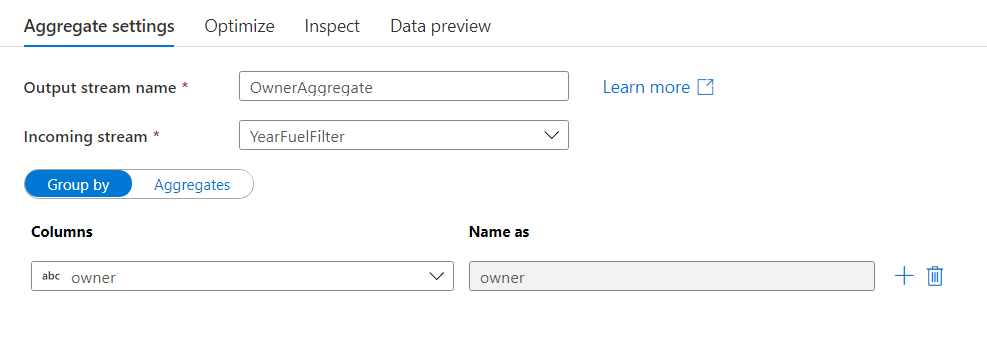 Aggregate settings Optimize Inspect Data preview
Output stream name * OwnerAggregate Learn more
Incoming stream * YearFuelFilter
Group by Aggregates
Columns Name as
abc owner owner